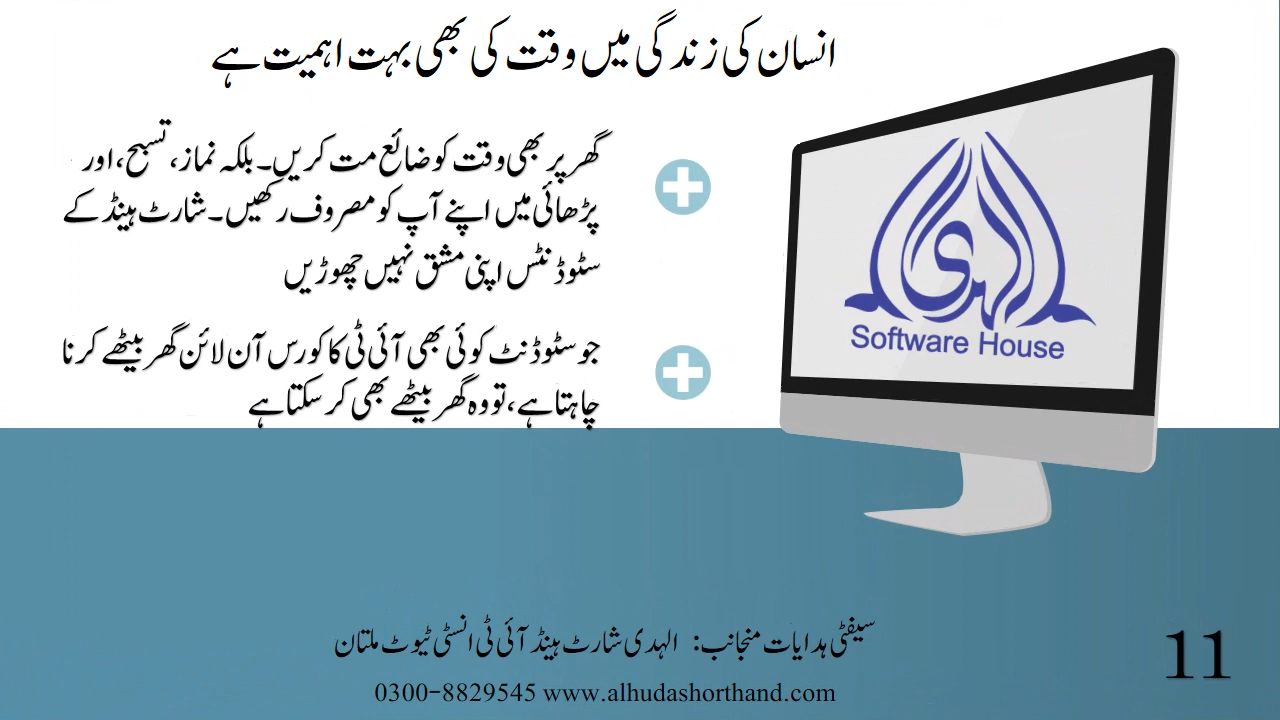 انسان کی زندگی میں وقت کی بھی بہت اہمیت ہے
گھر پر بھی وقت کو ضائع مت کریں۔ بلکہ نماز، تسبح، اور
پڑھائی میں اپنے آپ کو مصروف رکھیں۔ شارٹ ہینڈ کے
سٹوڈنٹس اپنی مشق نہیں چھوڑیں
جو سٹوڈنٹ کوئی بھی آئی ٹی کا کورس آن لائن گھر بیٹھے کرنا
چاہتا ہے، تو وہ گھر بیٹھے بھی کر سکتا ہے
الہدی
Software House
سیفٹی ہدایات منجانب: الہدی شارٹ ہینڈ آئی ٹی انسٹی ٹیوٹ ملتان
0300-8829545 www.alhudashorthand.com
11